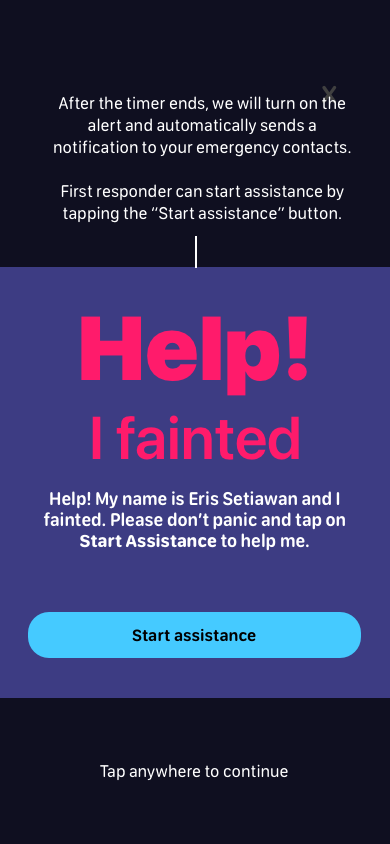 After the timer ends, we will turn on the
alert and automatically sends a
notification to your emergency contacts.
First responder can start assistance by
tapping the “Start assistance” button.
Help!
I fainted
Help! My name is Eris Setiawan and I
fainted. Please don’t panic and tap on
Start Assistance to help me.
Start assistance
Tap anywhere to continue